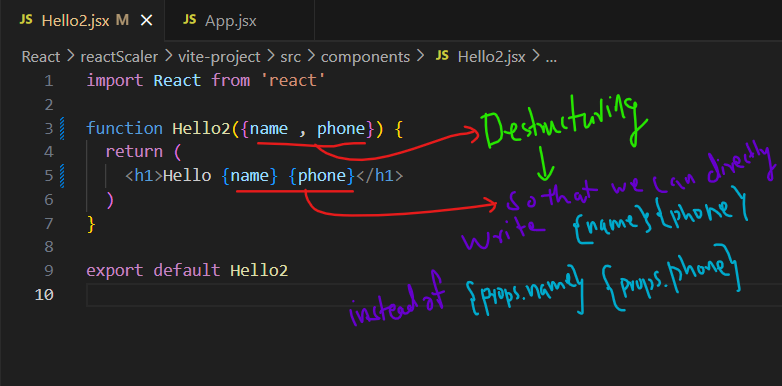 JS Hello2.jsx M × JS App.jsx
React > reactScaler > vite-project > src > components > JS Hello2.jsx > ...
1 import React from 'react'
2
3 function Hello2({name , phone}) {
4 return (
5 <h1>Hello {name} {phone}</h1>
6 )
7 }
8
9 export default Hello2
10
Destructuring
so that we can directly
write {name} {phone}
instead of {props.name} {props.phone}